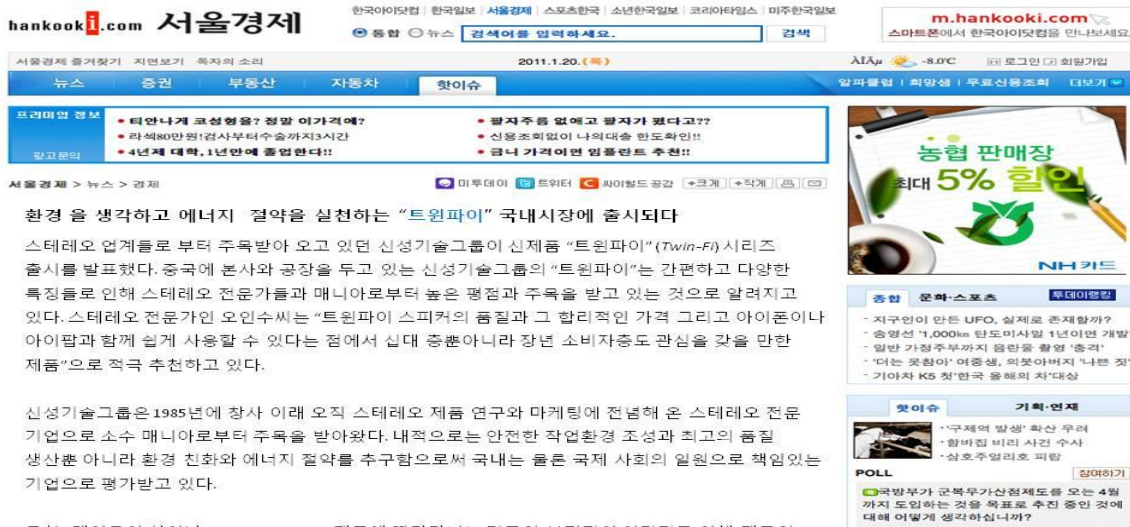 한국아이닷컴 | 한국일보 | 서울경제 | 스포츠한국 | 소년한국일보 | 코리아타임스 | 미주한국일보
hankooki.com 서울경제
통합 뉴스 검색어를 입력하세요. 검색
m.hankooki.com
스마트폰에서 한국아이닷컴을 만나보세요
서울경제 즐겨찾기 지면보기 독자의 소리
2011.1.20.(목)
ÀÌÃµ -8.0℃ 로그인 회원가입
뉴스 증권 부동산 자동차 핫이슈
알파클럽 | 희망샘 | 무료신용조회 더보기
프리미엄 정보
광고문의
• 티안나게 코성형을? 정말 이가격에?
• 라섹80만원!검사부터수술까지3시간
• 4년제 대학,1년만에 졸업한다!!
• 팔자주름 없애고 팔자가 폈다고??
• 신용조회없이 나의대출 한도확인!!
• 금니 가격이면 임플란트 추천!!
서울경제 > 뉴스 > 경제
미투데이 트위터 싸이월드 공감 +크게 +작게
환경 을 생각하고 에너지 절약을 실천하는 “트윈파이” 국내시장에 출시되다
스테레오 업계들로 부터 주목받아 오고 있던 신성기술그룹이 신제품 “트윈파이” (Twin-Fi) 시리즈
출시를 발표했다. 중국에 본사와 공장을 두고 있는 신성기술그룹의 “트윈파이”는 간편하고 다양한
특징들로 인해 스테레오 전문가들과 매니아로부터 높은 평점과 주목을 받고 있는 것으로 알려지고
있다. 스테레오 전문가인 오인수씨는 “트윈파이 스피커의 품질과 그 합리적인 가격 그리고 아이폰이나
아이팝과 함께 쉽게 사용할 수 있다는 점에서 십대 층뿐아니라 장년 소비자층도 관심을 갖을 만한
제품”으로 적극 추천하고 있다.
신성기술그룹은 1985년에 창사 이래 오직 스테레오 제품 연구와 마케팅에 전념해 온 스테레오 전문
기업으로 소수 매니아로부터 주목을 받아왔다. 내적으로는 안전한 작업환경 조성과 최고의 품질
생산뿐 아니라 환경 친화와 에너지 절약를 추구함으로써 국내는 물론 국제 사회의 일원으로 책임있는
기업으로 평가받고 있다.
농협 판매장
최대 5% 할인
NH카드
종합 문화·스포츠 투데이랭킹
- 지구인이 만든 UFO, 실제로 존재할까?
- 송영선 '1,000㎞ 탄도미사일 1년이면 개발
- 일반 가정주부까지 음란물 촬영 '충격'
- '더는 못참아' 여중생, 의붓아버지 '나쁜 짓'
- 기아차 K5 첫'한국 올해의 차'대상
핫이슈 기획·연재
·'구제역 발생' 확산 우려
·'함바집 비리 사건 수사
·삼호주얼리호 피랍
POLL 참여하기
국방부가 군복무가산점제도를 오는 4월
까지 도입하는 것을 목표로 추진 중인 것에
대해 어떻게 생각하십니까?